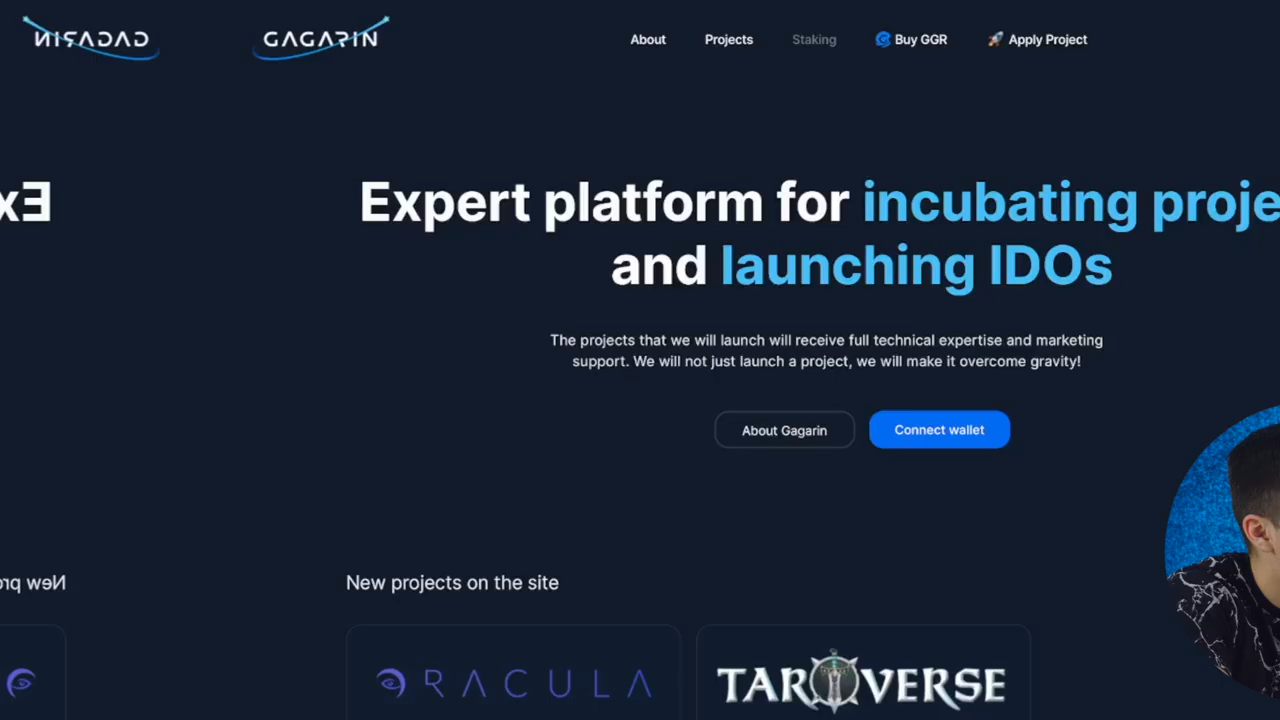 GAGARIN
About
Projects
Staking
Buy GGR
Apply Project
Expert platform for incubating proje
and launching IDOs
The projects that we will launch will receive full technical expertise and marketing
support. We will not just launch a project, we will make it overcome gravity!
About Gagarin
Connect wallet
New projects on the site
ORACULA
TAROVERSE